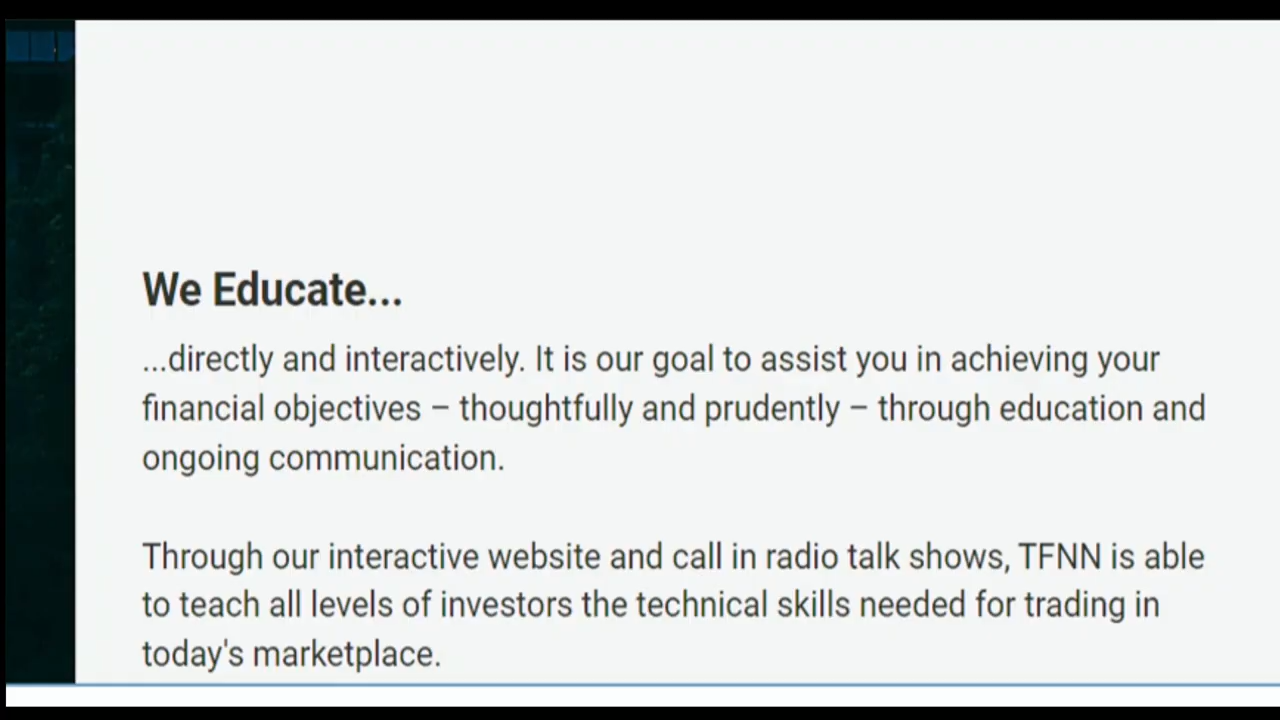 We Educate...
...directly and interactively. It is our goal to assist you in achieving your
financial objectives – thoughtfully and prudently – through education and
ongoing communication.
Through our interactive website and call in radio talk shows, TFNN is able
to teach all levels of investors the technical skills needed for trading in
today's marketplace.